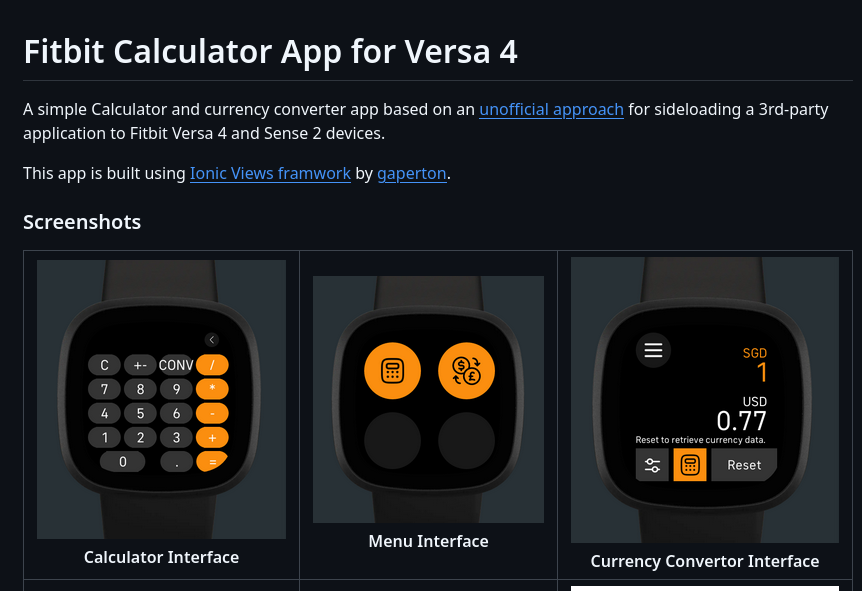 Fitbit Calculator App for Versa 4
A simple Calculator and currency converter app based on an unofficial approach for sideloading a 3rd-party
application to Fitbit Versa 4 and Sense 2 devices.
This app is built using Ionic Views framwork by gaperton.
Screenshots
<
C +- CONV /
7 8 9 *
4 5 6 -
1 2 3 +
0 . =
Calculator Interface
$ £
Menu Interface
SGD
1
USD
0.77
Reset to retrieve currency data.
Reset
Currency Convertor Interface